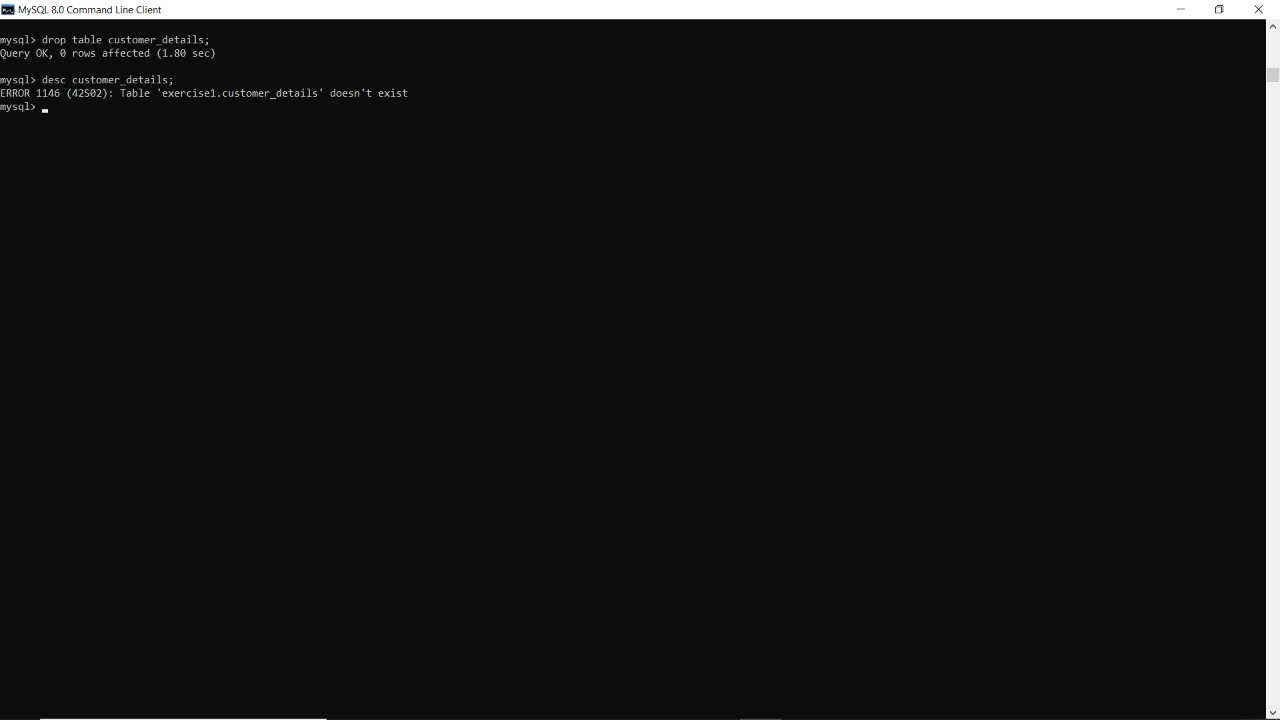 MySQL 8.0 Command Line Client
mysql> drop table customer_details;
Query OK, 0 rows affected (1.80 sec)
mysql> desc customer_details;
ERROR 1146 (42S02): Table 'exercise1.customer_details' doesn't exist
mysql>